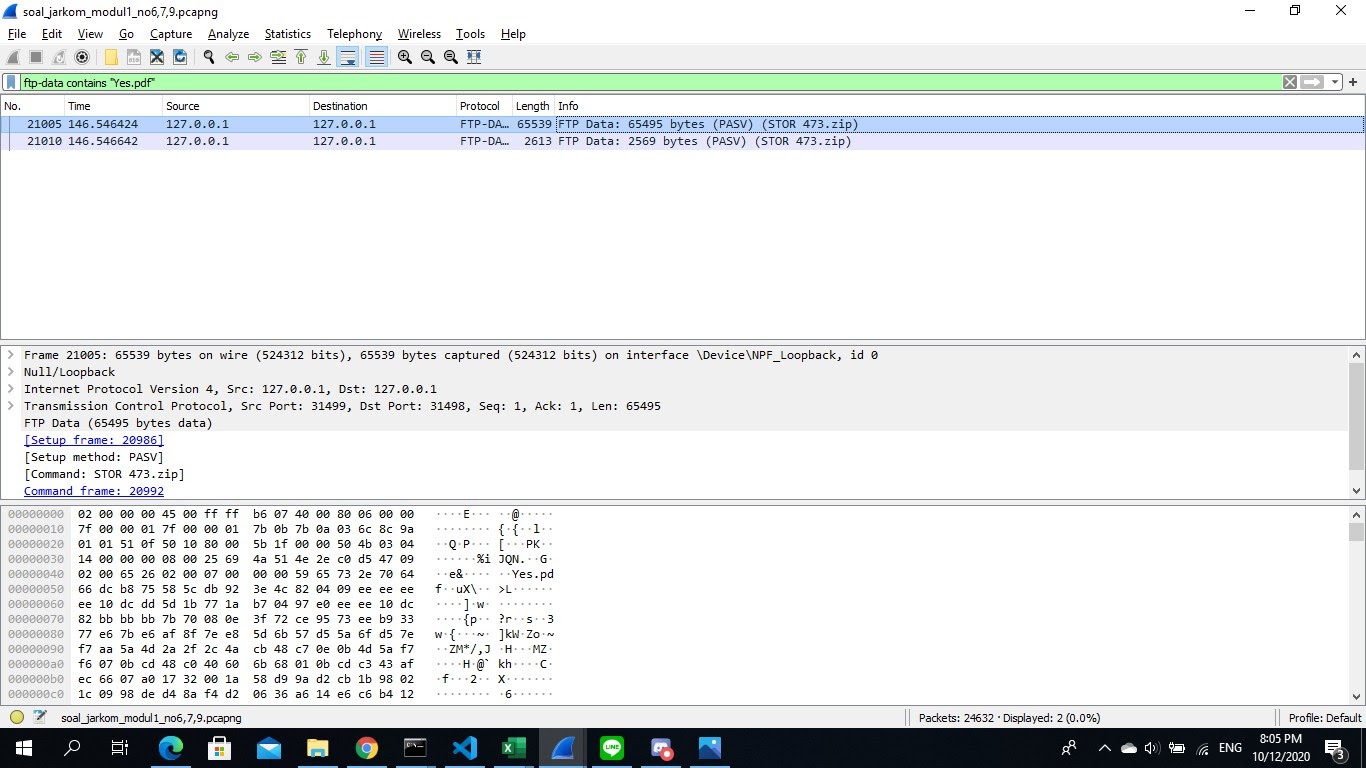 soal_jarkom_modul1_no6,7,9.pcapng
File Edit View Go Capture Analyze Statistics Telephony Wireless Tools Help
ftp-data contains "Yes.pdf"
No. Time Source Destination Protocol Length Info
21005 146.546424 127.0.0.1 127.0.0.1 FTP-DA… 65539 FTP Data: 65495 bytes (PASV) (STOR 473.zip)
21010 146.546642 127.0.0.1 127.0.0.1 FTP-DA… 2613 FTP Data: 2569 bytes (PASV) (STOR 473.zip)
Frame 21005: 65539 bytes on wire (524312 bits), 65539 bytes captured (524312 bits) on interface \Device\NPF_Loopback, id 0
Null/Loopback
Internet Protocol Version 4, Src: 127.0.0.1, Dst: 127.0.0.1
Transmission Control Protocol, Src Port: 31499, Dst Port: 31498, Seq: 1, Ack: 1, Len: 65495
FTP Data (65495 bytes data)
[Setup frame: 20986]
[Setup method: PASV]
[Command: STOR 473.zip]
Command frame: 20992
00000000 02 00 00 00 45 00 ff ff b6 07 40 00 80 06 00 00 ····E··· ··@·····
00000010 7f 00 00 01 7f 00 00 01 7b 0b 7b 0a 03 6c 8c 9a ········ {·{··l··
00000020 01 01 51 0f 50 10 80 00 5b 1f 00 00 50 4b 03 04 ··Q·P··· [···PK··
00000030 14 00 00 00 08 00 25 69 4a 51 4e 2e c0 d5 47 09 ······%i JQN.··G·
00000040 02 00 65 26 02 00 07 00 00 00 59 65 73 2e 70 64 ··e&···· ··Yes.pd
00000050 66 dc b8 75 58 5c db 92 3e 4c 82 04 09 ee ee ee f··uX\·· >L······
00000060 ee 10 dc dd 5d 1b 77 1a b7 04 97 e0 ee ee 10 dc ····]·w· ········
00000070 82 bb bb bb 7b 70 08 0e 3f 72 ce 95 73 ee b9 33 ····{p·· ?r··s··3
00000080 77 e6 7b e6 af 8f 7e e8 5d 6b 57 d5 5a 6f d5 7e w·{···~· ]kW·Zo·~
00000090 f7 aa 5a 4d 2a 2f 2c 4a cb 48 c7 0e 0b 4d 5a f7 ··ZM*/,J ·H···MZ·
000000a0 f6 07 0b cd 48 c0 40 60 6b 68 01 0b cd c3 43 af ····H·@` kh····C·
000000b0 ec 66 07 a0 17 32 00 1a 58 d9 9a d2 cb 1b 98 02 ·f···2·· X·······
000000c0 1c 09 98 de d4 8a f4 d2 06 36 a6 14 e6 c6 b4 12 ········ ·6······
soal_jarkom_modul1_no6,7,9.pcapng Packets: 24632 · Displayed: 2 (0.0%) Profile: Default
LINE
ENG
8:05 PM
10/12/2020
3